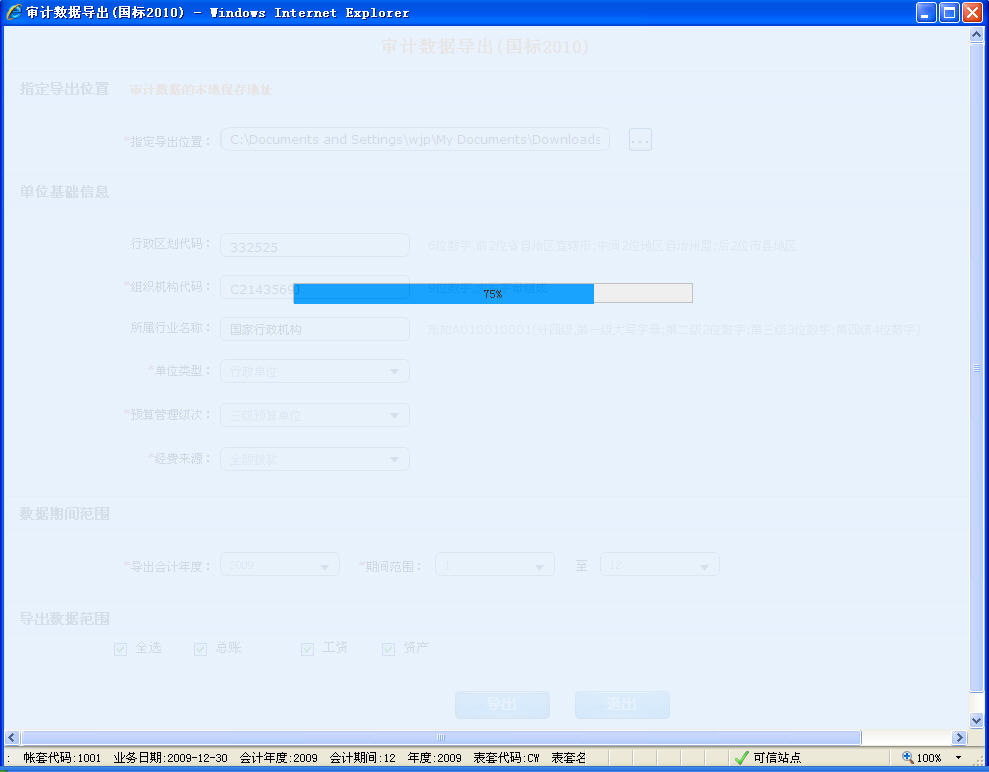 审计数据导出(国标2010) - Windows Internet Explorer
审计数据导出(国标2010)
指定导出位置 审计数据的本地保存地址
*指定导出位置： C:\Documents and Settings\wjp\My Documents\Downloads ...
单位基础信息
行政区划代码： 332525 6位数字,前2位省自治区直辖市;中间2位地区自治州盟;后2位市县地区
*组织机构代码： C2143569J 9位数字,
75%
所属行业名称： 国家行政机构 附加A010010001(分四级,第一级大写字母;第二级2位数字;第三级3位数字;第四级4位数字)
*单位类型： 行政单位
*预算管理级次： 三级预算单位
*经费来源： 全额拨款
数据期间范围
*导出会计年度： 2009 *期间范围： 1 至 12
导出数据范围
全选 总账 工资 资产
导出 退出
: 帐套代码:1001 业务日期:2009-12-30 会计年度:2009 会计期间:12 年度:2009 表套代码:CW 表套名 可信站点 100%